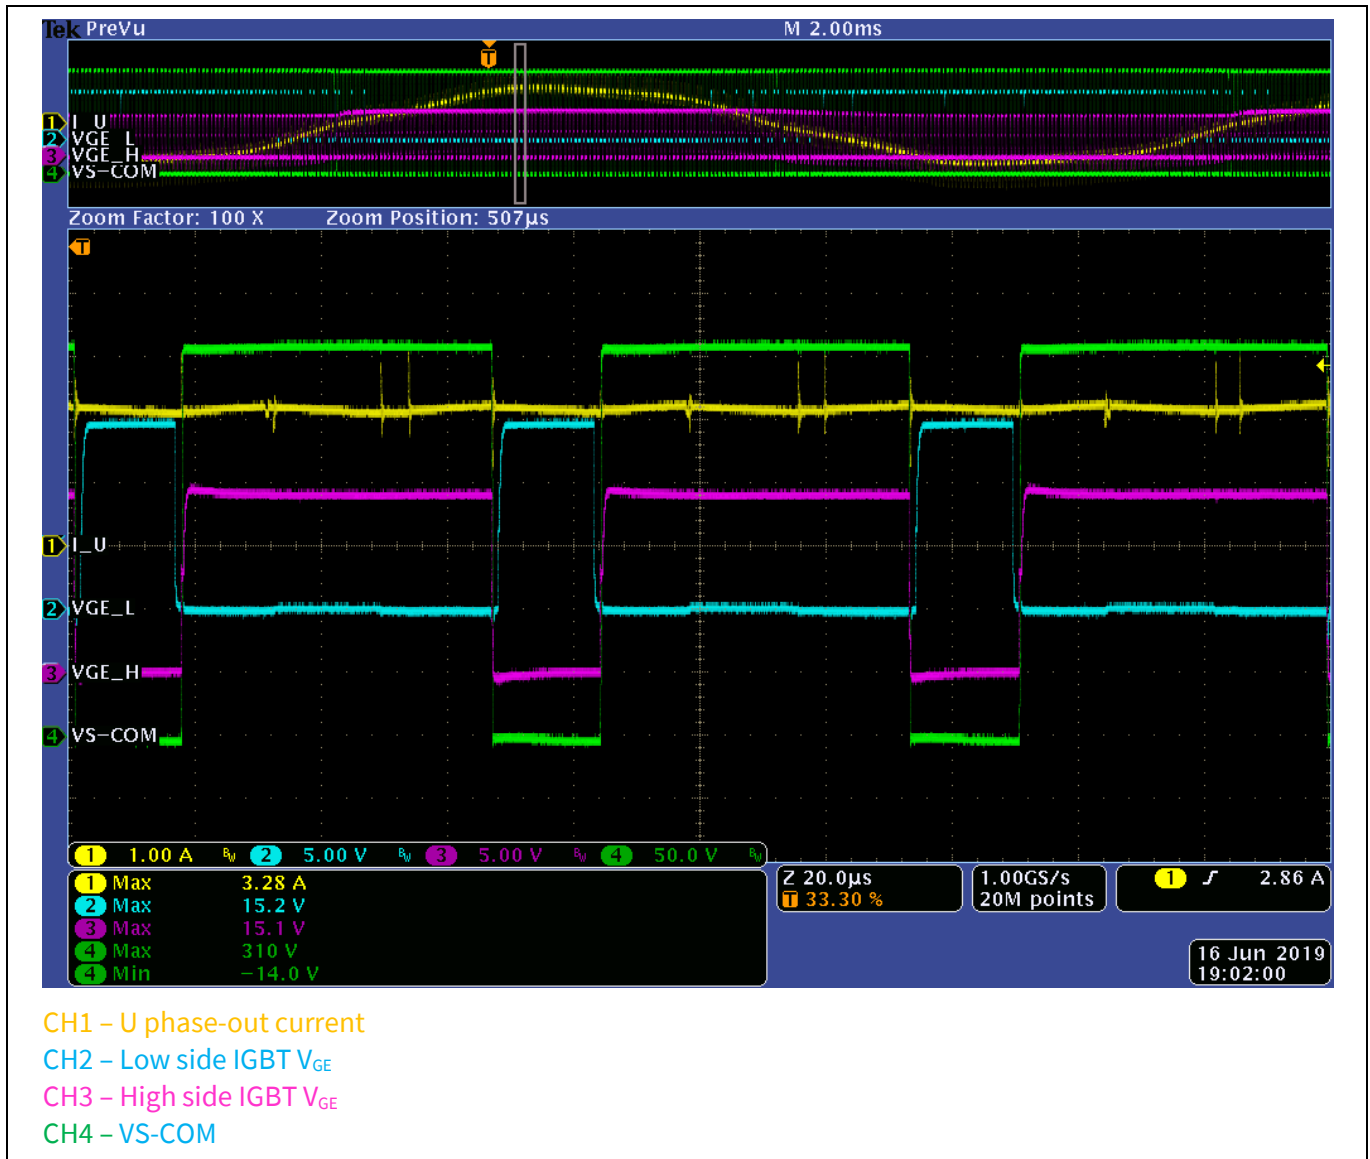 Tek PreVu M 2.00ms
T
1 I_U
2 VGE_L
3 VGE_H
4 VS-COM
Zoom Factor: 100 X Zoom Position: 507µs
T
1 I_U
2 VGE_L
3 VGE_H
4 VS-COM
1 1.00 A BW 2 5.00 V BW 3 5.00 V BW 4 50.0 V BW
1 Max 3.28 A
2 Max 15.2 V
3 Max 15.1 V
4 Max 310 V
4 Min −14.0 V
Z 20.0µs
T 33.30 %
1.00GS/s
20M points
1 2.86 A
16 Jun 2019
19:02:00
CH1 – U phase-out current
CH2 – Low side IGBT VGE
CH3 – High side IGBT VGE
CH4 – VS-COM